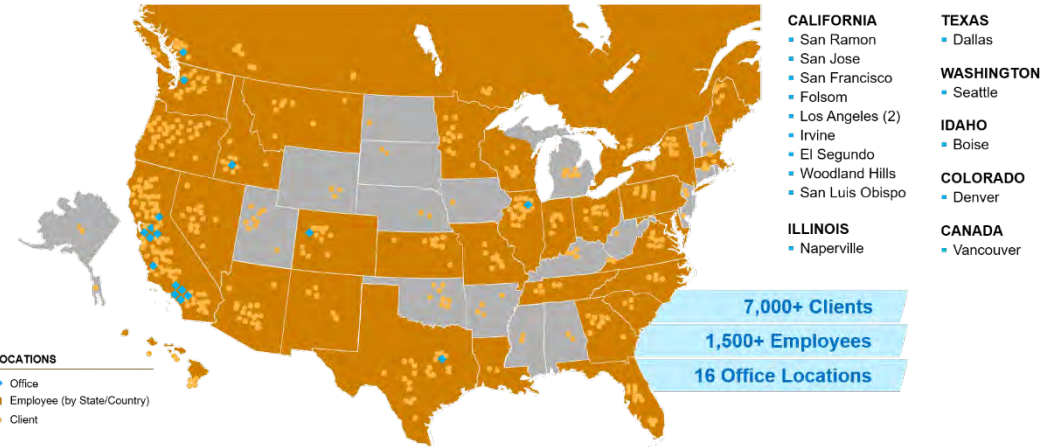 CALIFORNIA
San Ramon
San Jose
San Francisco
Folsom
Los Angeles (2)
Irvine
El Segundo
Woodland Hills
San Luis Obispo
ILLINOIS
Naperville
TEXAS
Dallas
WASHINGTON
Seattle
IDAHO
Boise
COLORADO
Denver
CANADA
Vancouver
7,000+ Clients
1,500+ Employees
16 Office Locations
OCATIONS
Office
Employee (by State/Country)
Client